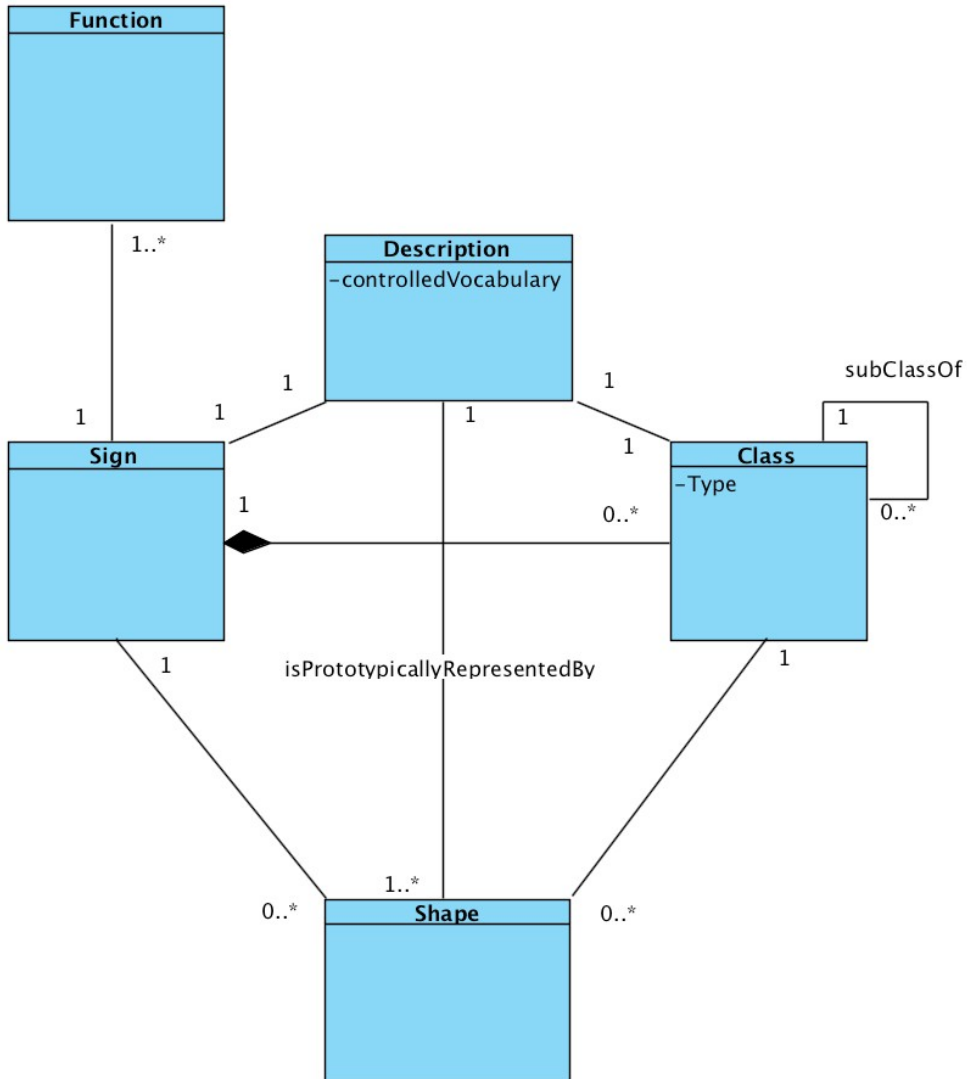 Function
1..*
Description
-controlledVocabulary
subClassOf
1
1
1
1
1
1
1
Sign
Class
-Type
1
0..*
0..*
1
isPrototypicallyRepresentedBy
1
1..*
0..*
0..*
Shape